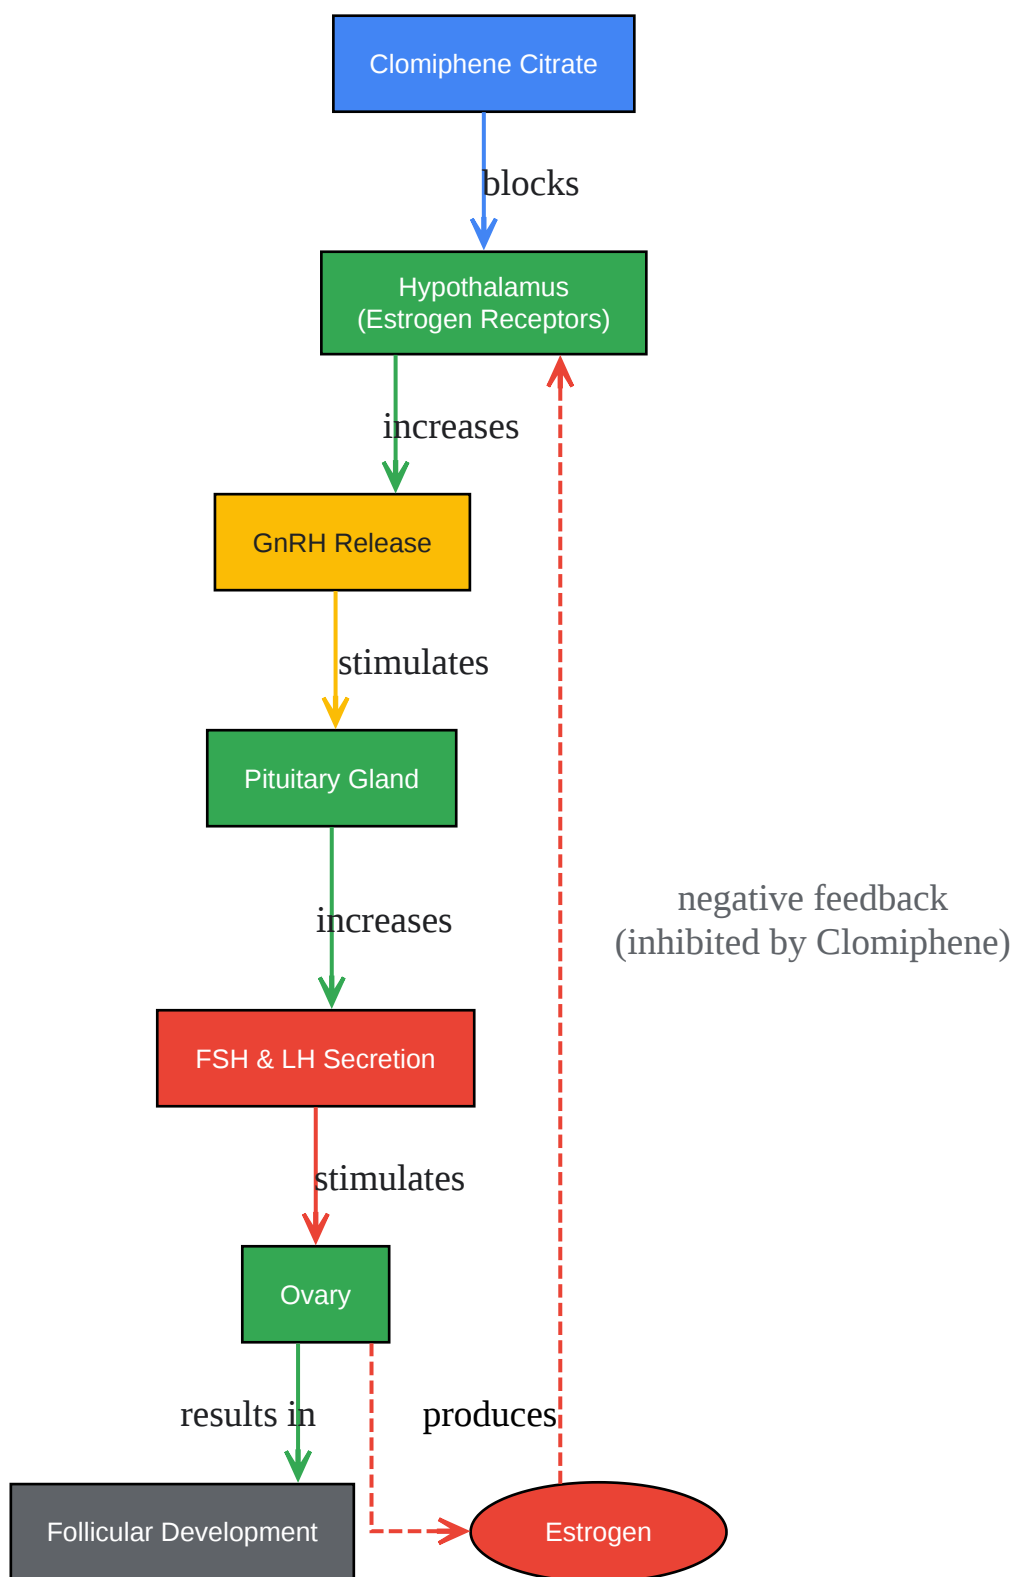 Clomiphene Citrate
blocks
Hypothalamus
(Estrogen Receptors)
increases
GnRH Release
stimulates
Pituitary Gland
increases
negative feedback
(inhibited by Clomiphene)
FSH & LH Secretion
stimulates
Ovary
results in
produces
Follicular Development
Estrogen